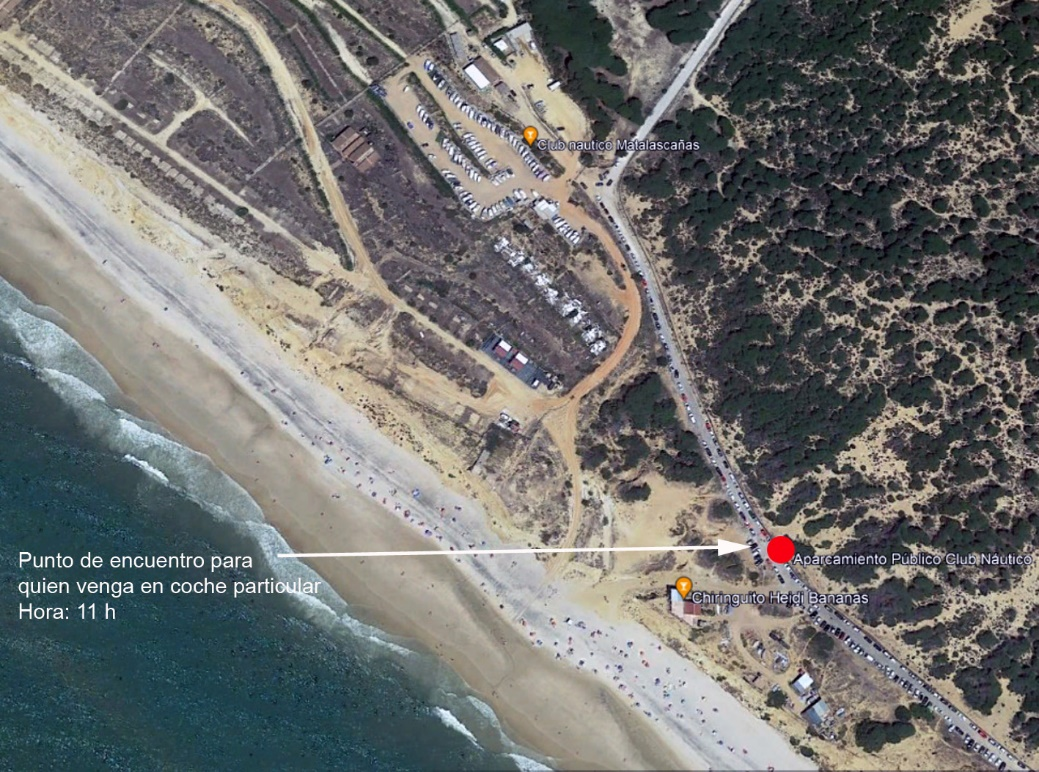 Club nautico Matalascañas
Punto de encuentro para
quien venga en coche particular
Hora: 11 h
Aparcamiento Público Club Náutico
Chiringuito Heidi Bananas